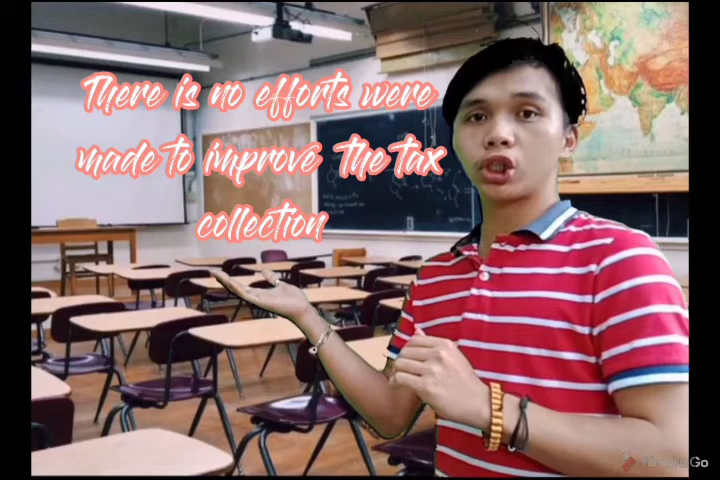 There is no efforts were
made to improve the tax
collection